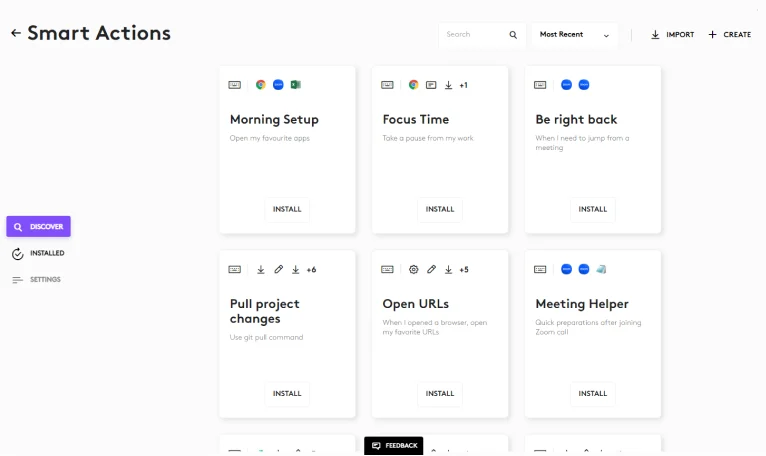 Smart Actions
Search
Most Recent
IMPORT
CREATE
Morning Setup
Open my favourite apps
INSTALL
+1
Focus Time
Take a pause from my work
INSTALL
Be right back
When I need to jump from a
meeting
INSTALL
DISCOVER
INSTALLED
SETTINGS
+6
Pull project
changes
Use git pull command
INSTALL
+5
Open URLs
When I opened a browser, open
my favorite URLs
INSTALL
Meeting Helper
Quick preparations after joining
Zoom call
INSTALL
FEEDBACK